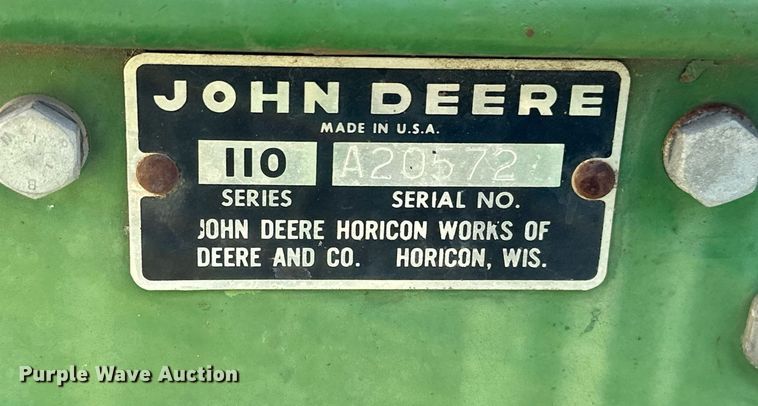 JOHN DEERE
MADE IN U.S.A.
110 A20572
SERIES SERIAL NO.
JOHN DEERE HORICON WORKS OF
DEERE AND CO. HORICON, WIS.
Purple Wave Auction